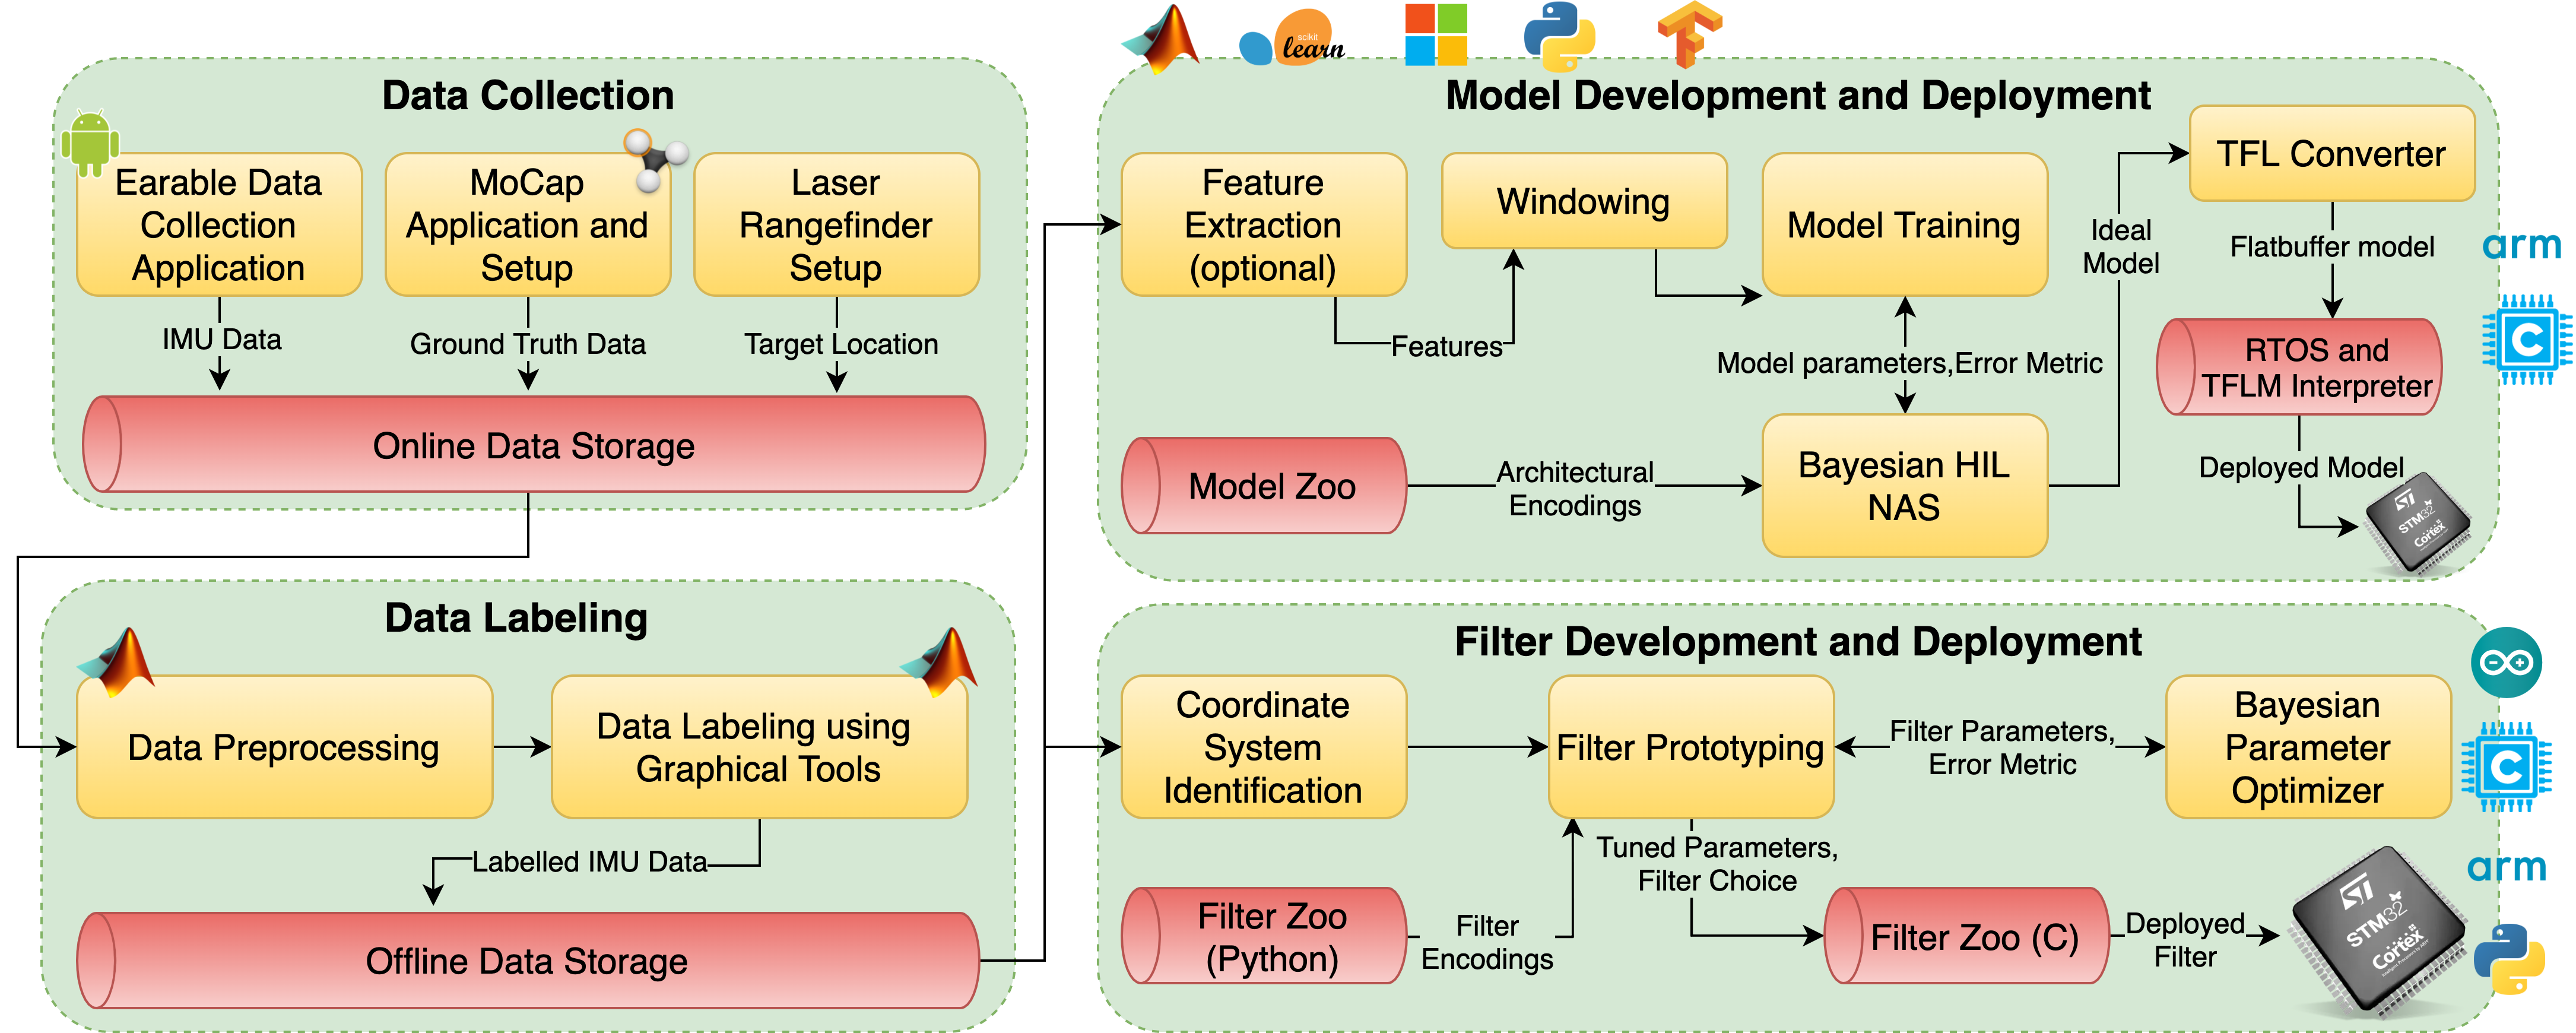 Data Collection
Earable Data
Collection
Application
MoCap
Application and
Setup
Laser
Rangefinder
Setup
IMU Data
Ground Truth Data
Target Location
Online Data Storage
Data Labeling
Data Preprocessing
Data Labeling using
Graphical Tools
Labelled IMU Data
Offline Data Storage
scikit
learn
Model Development and Deployment
Feature
Extraction
(optional)
Windowing
Model Training
Features
Model parameters,Error Metric
Model Zoo
Architectural
Encodings
Bayesian HIL
NAS
Ideal
Model
TFL Converter
Flatbuffer model
RTOS and
TFLM Interpreter
Deployed Model
STM32
Cortex
arm
C
Filter Development and Deployment
Coordinate
System
Identification
Filter Prototyping
Filter Parameters,
Error Metric
Bayesian
Parameter
Optimizer
Filter Zoo
(Python)
Filter
Encodings
Tuned Parameters,
Filter Choice
Filter Zoo (C)
Deployed
Filter
STM32
Cortex
C
arm